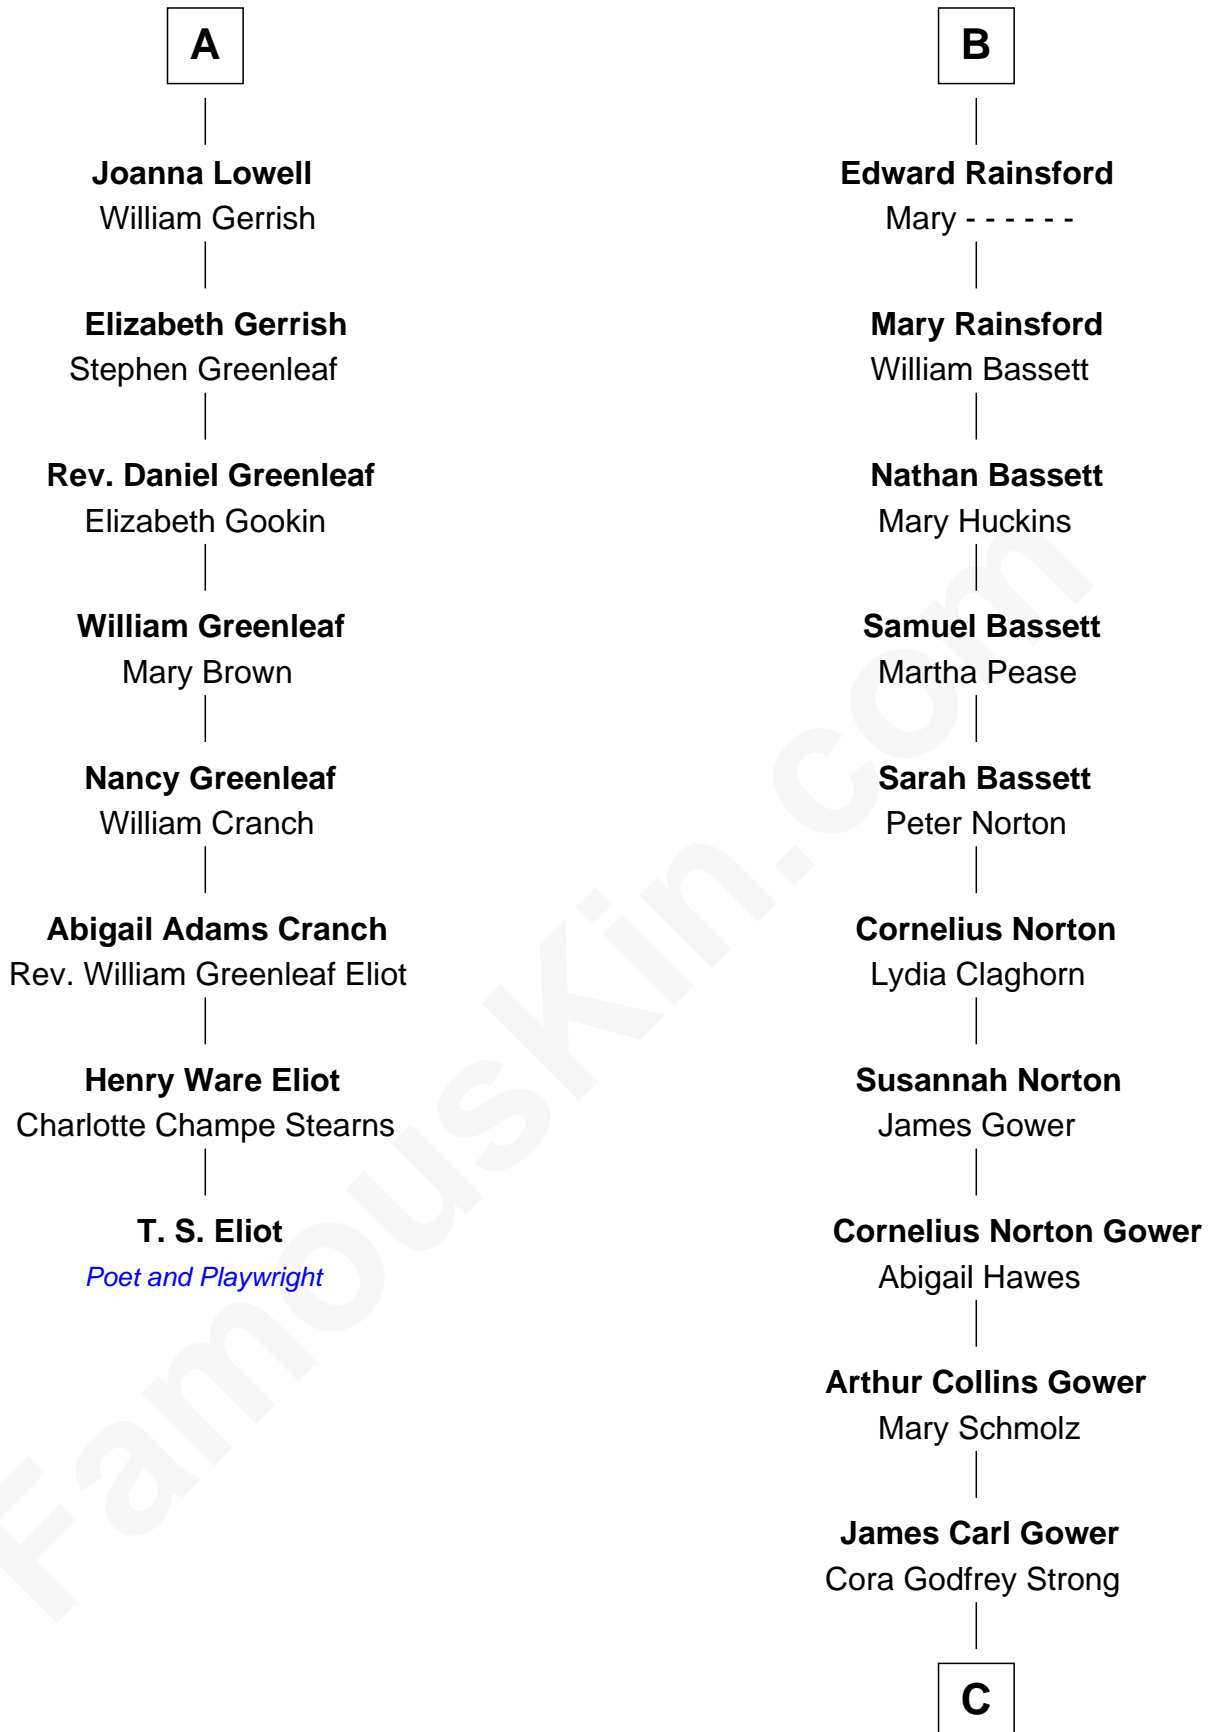 A
Joanna Lowell
William Gerrish
Elizabeth Gerrish
Stephen Greenleaf
Rev. Daniel Greenleaf
Elizabeth Gookin
William Greenleaf
Mary Brown
Nancy Greenleaf
William Cranch
Abigail Adams Cranch
Rev. William Greenleaf Eliot
Henry Ware Eliot
Charlotte Champe Stearns
T. S. Eliot
Poet and Playwright
B
Edward Rainsford
Mary - - - - - -
Mary Rainsford
William Bassett
Nathan Bassett
Mary Huckins
Samuel Bassett
Martha Pease
Sarah Bassett
Peter Norton
Cornelius Norton
Lydia Claghorn
Susannah Norton
James Gower
Cornelius Norton Gower
Abigail Hawes
Arthur Collins Gower
Mary Schmolz
James Carl Gower
Cora Godfrey Strong
C
FamousKin.com